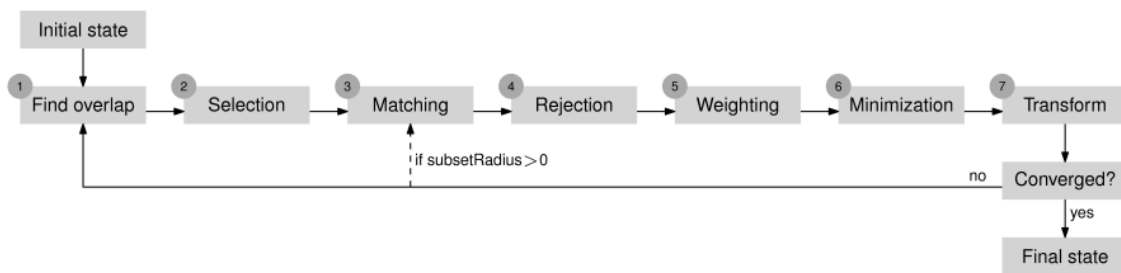 Initial state
1
Find overlap
2
Selection
3
Matching
4
Rejection
5
Weighting
6
Minimization
7
Transform
if subsetRadius>0
no
Converged?
yes
Final state